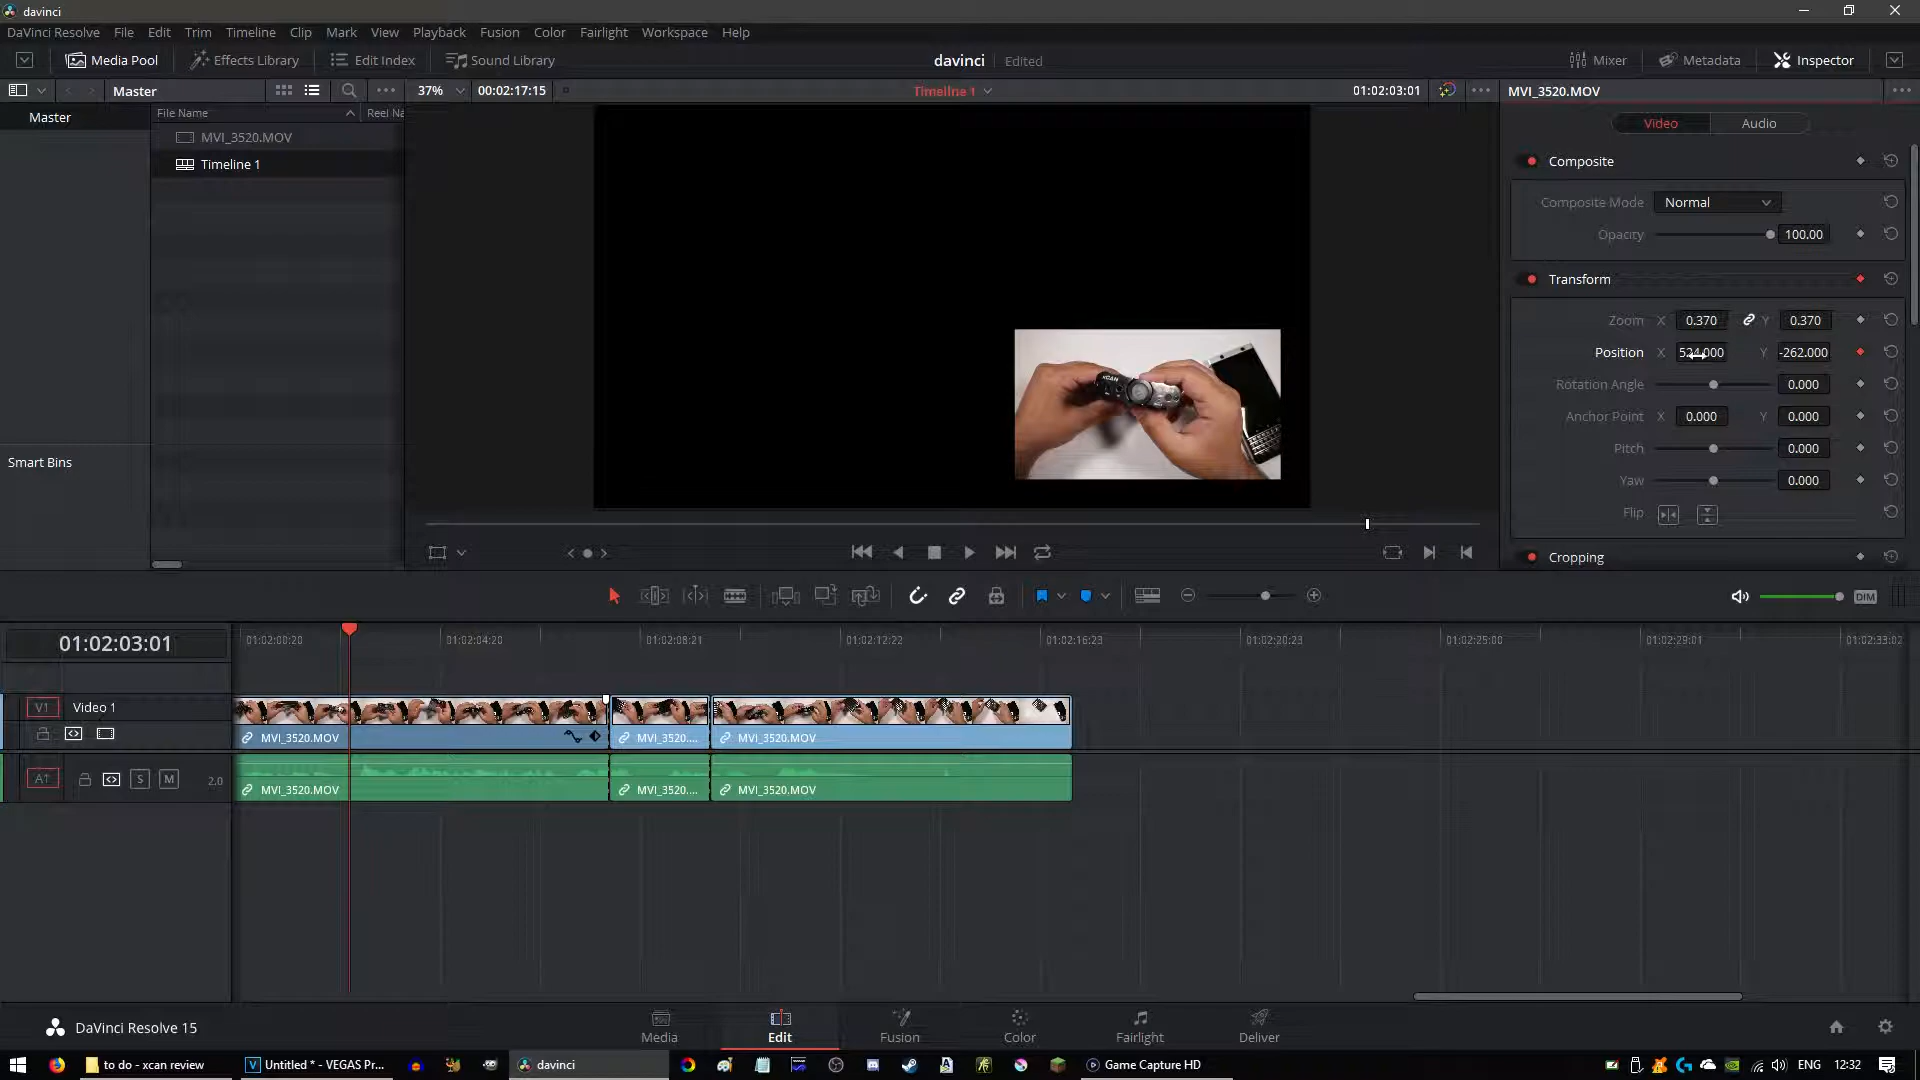 davinci
DaVinci Resolve File Edit Trim Timeline Clip Mark View Playback Fusion Color Fairlight Workspace Help
Media Pool Effects Library Edit Index Sound Library davinci Edited Mixer Metadata Inspector
Master 37% 00:02:17:15 Timeline 1 01:02:03:01 MVI_3520.MOV
Master File Name Reel Na
MVI_3520.MOV
Timeline 1
Smart Bins
Video Audio
Composite
Composite Mode Normal
Opacity 100.00
Transform
Zoom X 0.370 Y 0.370
Position X 524.000 Y -262.000
Rotation Angle 0.000
Anchor Point X 0.000 Y 0.000
Pitch 0.000
Yaw 0.000
Flip
Cropping
DIM
01:02:03:01 01:02:00:20 01:02:04:20 01:02:08:21 01:02:12:22 01:02:16:23 01:02:20:23 01:02:25:00 01:02:29:01 01:02:33:02
V1 Video 1
MVI_3520.MOV MVI_3520.... MVI_3520.MOV
A1 S M 2.0
MVI_3520.MOV MVI_3520.... MVI_3520.MOV
DaVinci Resolve 15 Media Edit Fusion Color Fairlight Deliver
to do - xcan review Untitled * - VEGAS Pr... davinci Game Capture HD ENG 12:32